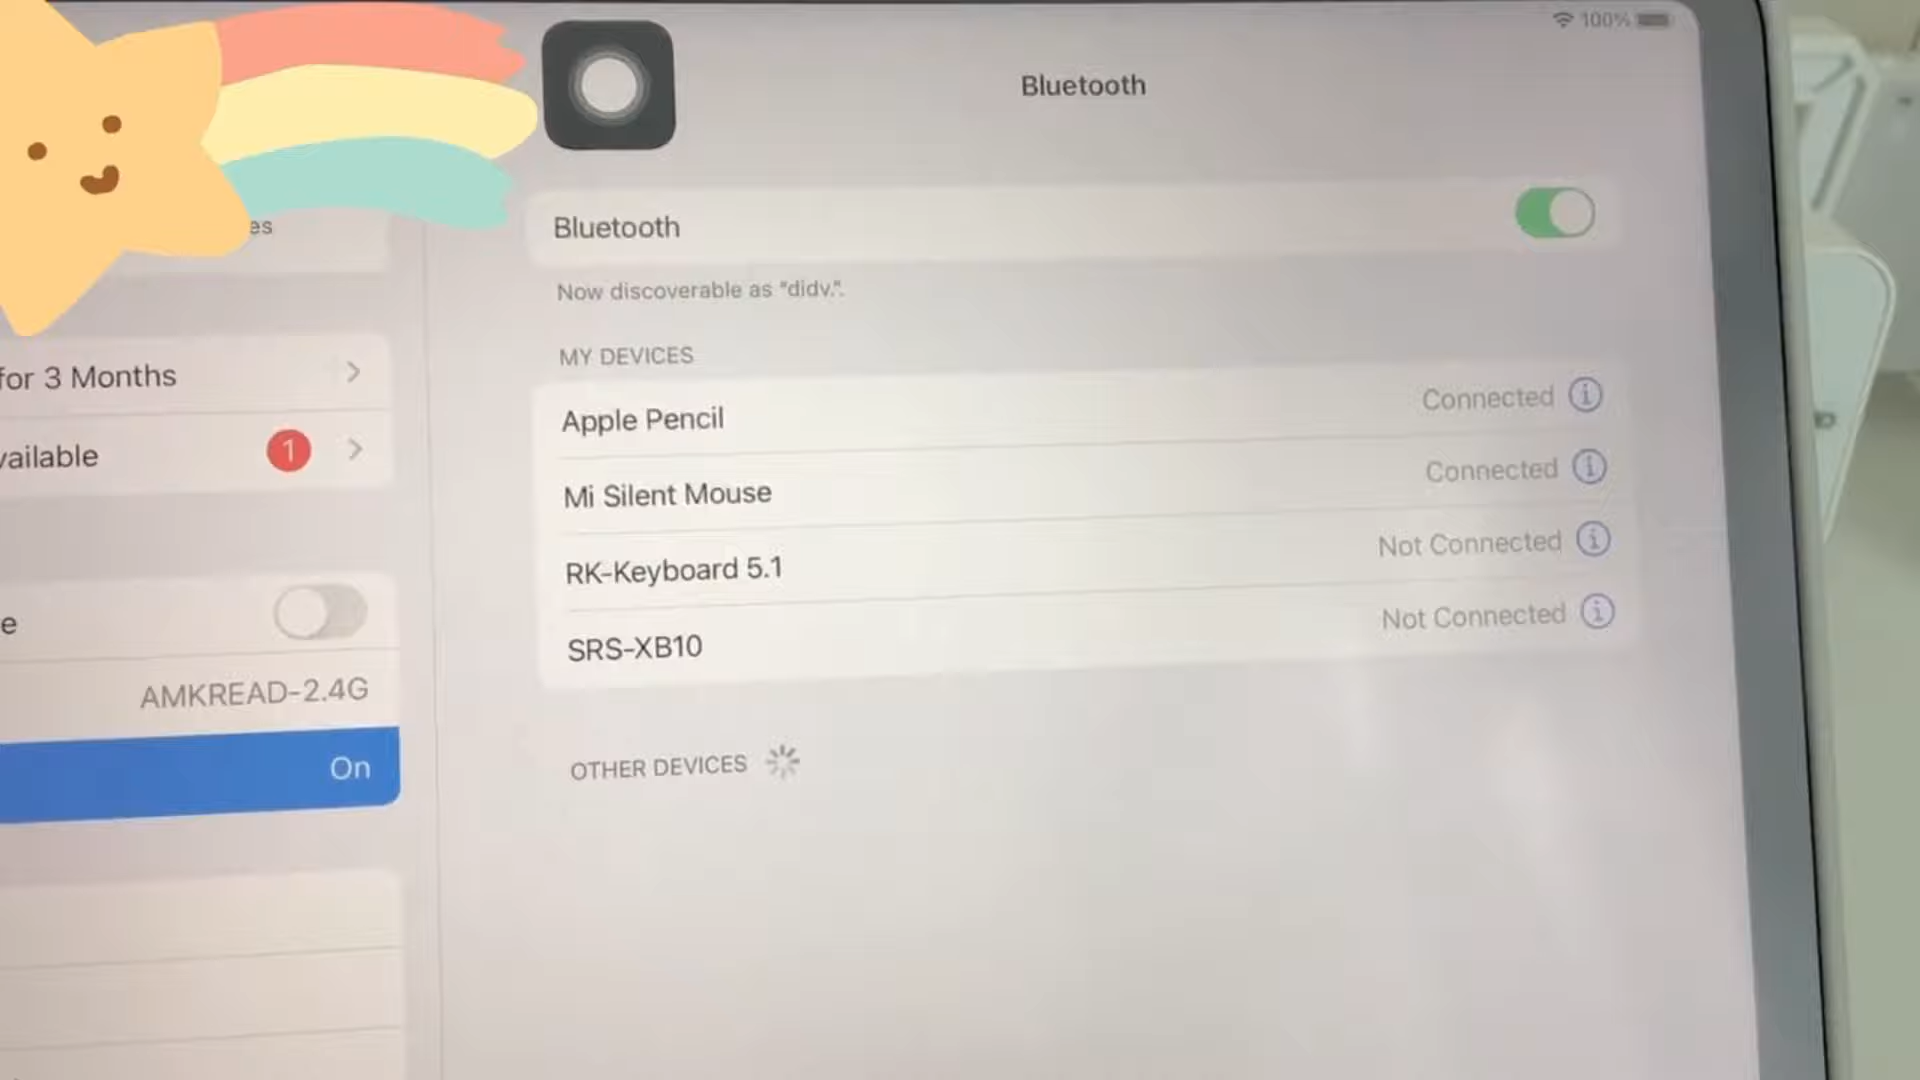 100%
Bluetooth
es
Bluetooth
Now discoverable as "didv.".
for 3 Months
MY DEVICES
Apple Pencil Connected
vailable 1
Mi Silent Mouse Connected
RK-Keyboard 5.1 Not Connected
e
SRS-XB10 Not Connected
AMKREAD-2.4G
On
OTHER DEVICES